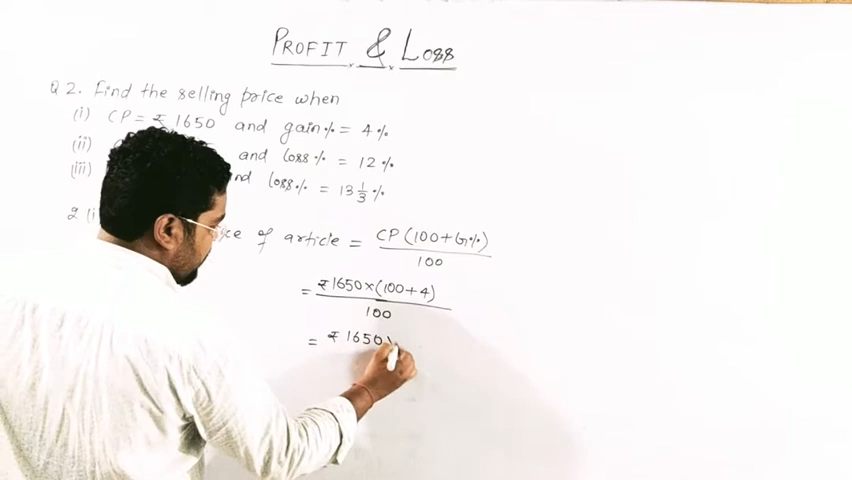 PROFIT & LOSS
Q 2. Find the selling price when
(i) CP = ₹ 1650 and gain% = 4%
(ii) and loss% = 12%
(iii) loss% = 13 1/3 %
2 (i of article = CP (100+G%) / 100
= ₹1650×(100+4) / 100
= ₹ 1650